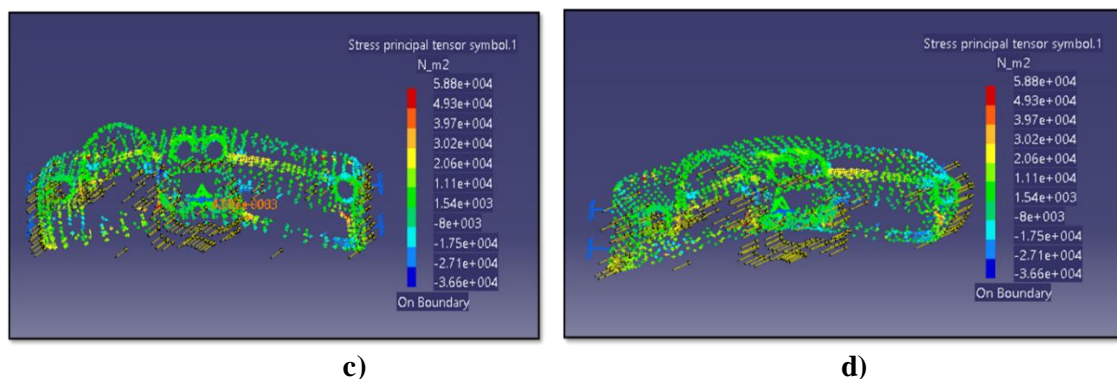 Stress principal tensor symbol.1
N_m2
5.88e+004
4.93e+004
3.97e+004
3.02e+004
2.06e+004
1.11e+004
1.54e+003
-8e+003
-1.75e+004
-2.71e+004
-3.66e+004
On Boundary
c)
Stress principal tensor symbol.1
N_m2
5.88e+004
4.93e+004
3.97e+004
3.02e+004
2.06e+004
1.11e+004
1.54e+003
-8e+003
-1.75e+004
-2.71e+004
-3.66e+004
On Boundary
d)